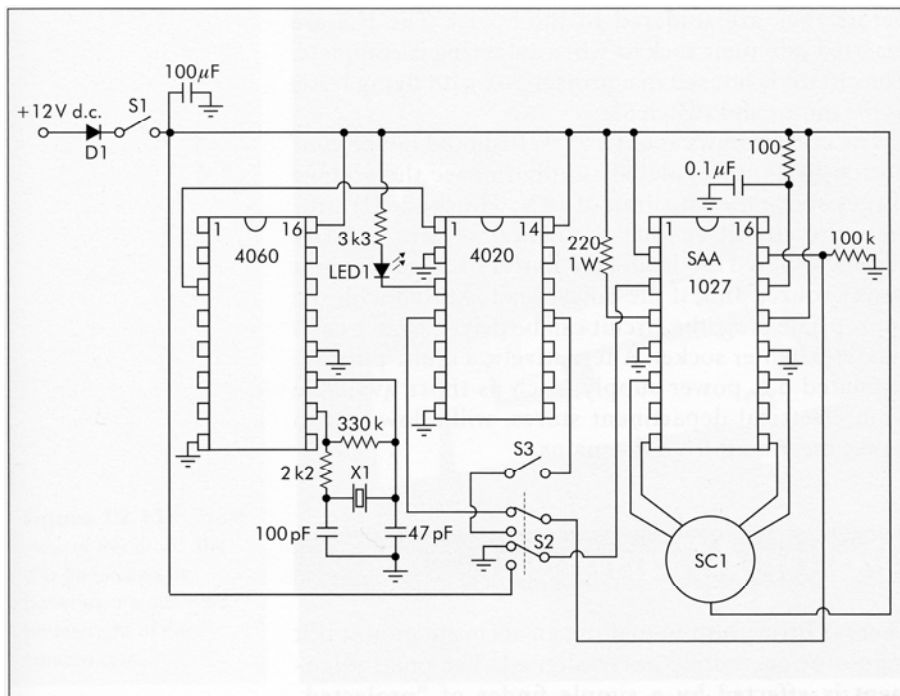 100µF
+12V d.c.
S1
D1
100
0.1µF
1
16
4060
3k3
LED1
1
14
4020
220
1W
1
16
SAA
1027
100k
330k
2k2
X1
100pF
47pF
S3
S2
SC1